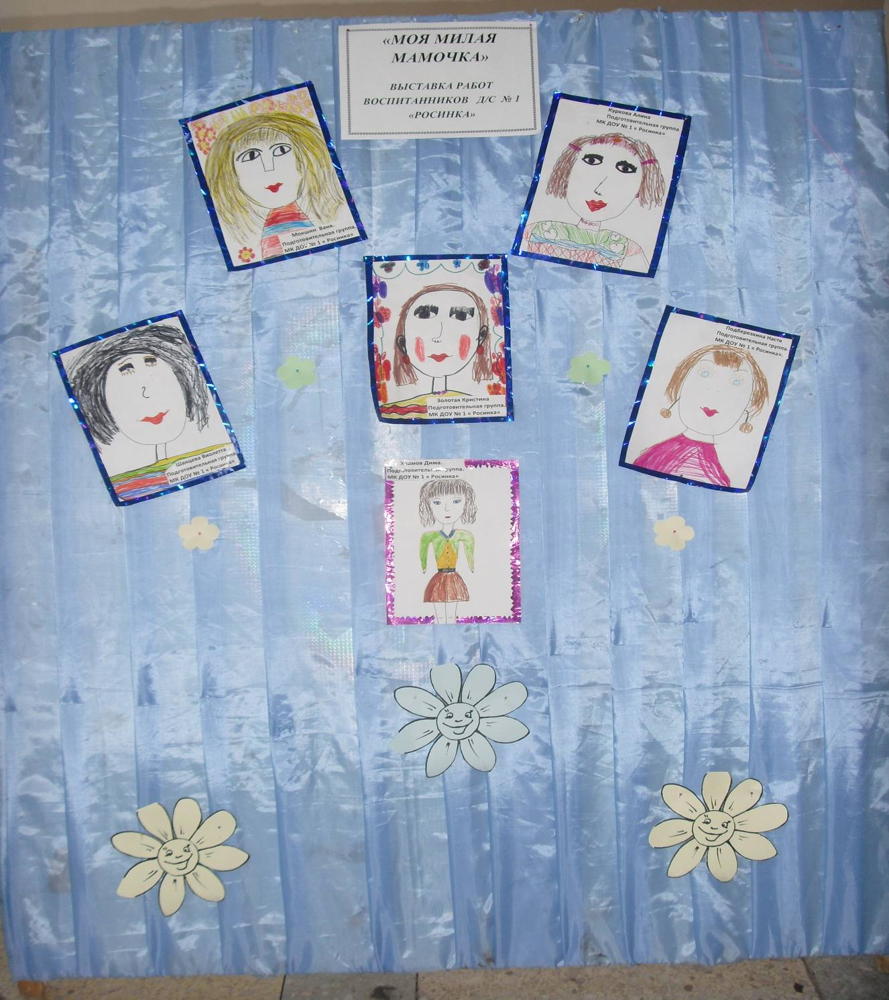 «МОЯ МИЛАЯ
МАМОЧКА»
ВЫСТАВКА РАБОТ
ВОСПИТАННИКОВ Д/С № 1
«РОСИНКА»
Мокшин Ваня.
Подготовительная группа.
МК ДОУ № 1 « Росинка»
Куркова Алина
Подготовительная группа
МК ДОУ № 1 « Росинка»
Золотая Кристина
Подготовительная группа.
МК ДОУ № 1 « Росинка»
Шанцева Виолетта
Подготовительная группа
МК ДОУ № 1 « Росинка»
Подберезкина Настя
Подготовительная группа.
МК ДОУ № 1 « Росинка».
Храмов Дима.
Подготовительная группа.
МК ДОУ № 1 « Росинка»